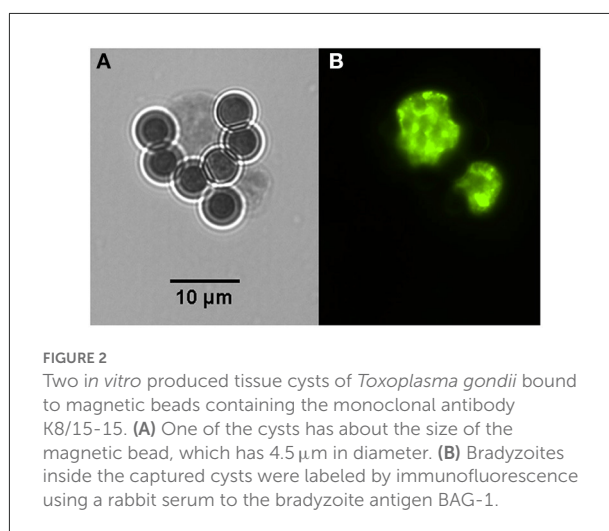 A
B
10 µm
FIGURE 2
Two in vitro produced tissue cysts of Toxoplasma gondii bound
to magnetic beads containing the monoclonal antibody
K8/15-15. (A) One of the cysts has about the size of the
magnetic bead, which has 4.5 µm in diameter. (B) Bradyzoites
inside the captured cysts were labeled by immunofluorescence
using a rabbit serum to the bradyzoite antigen BAG-1.